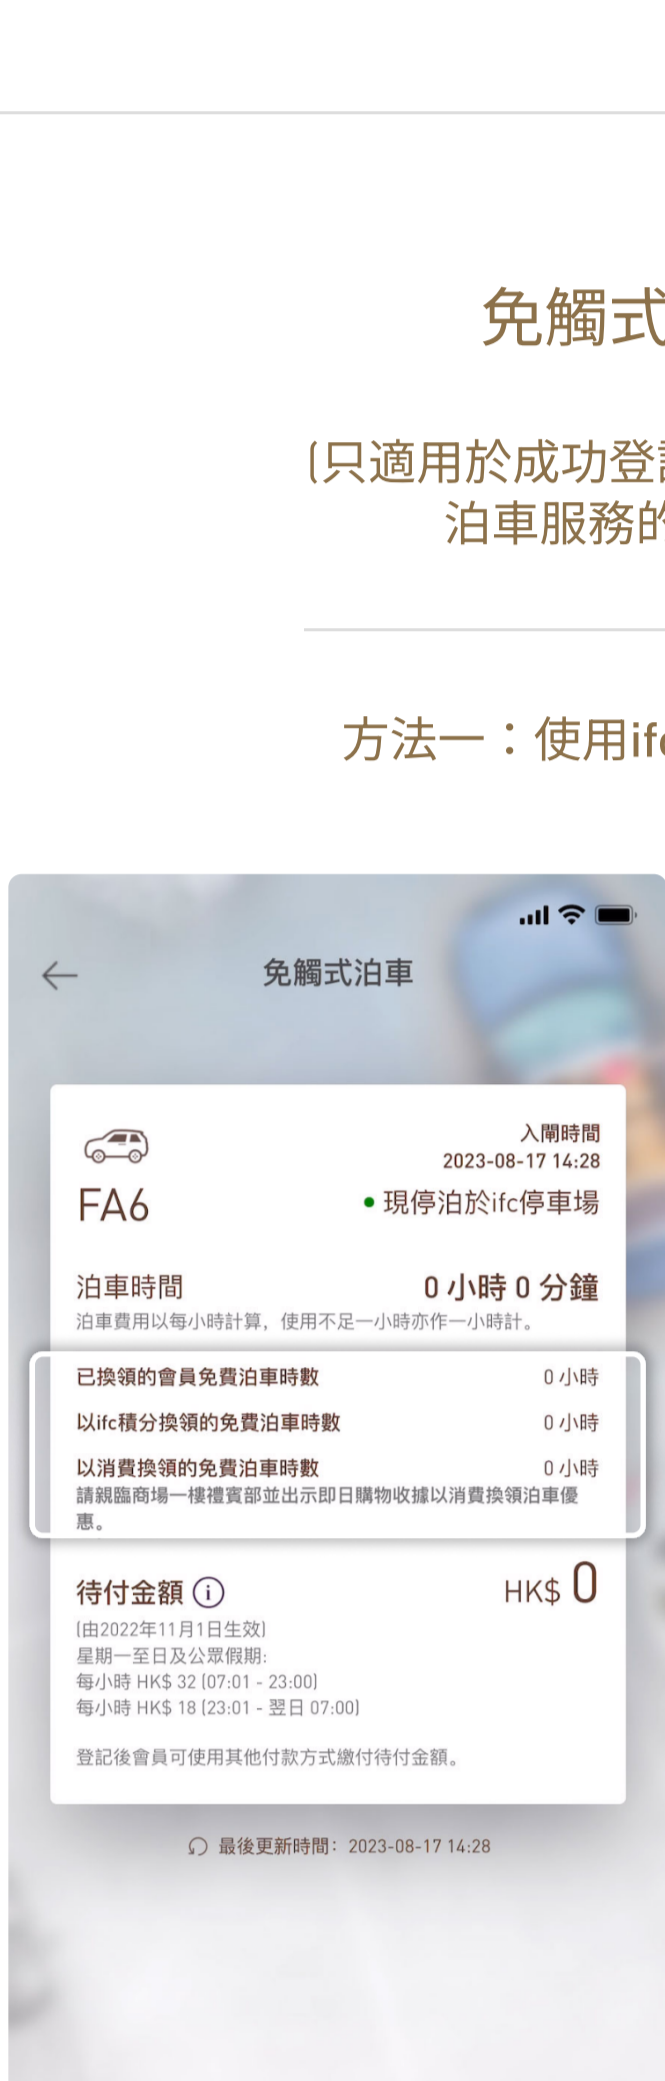 免觸式
(只適用於成功登記
泊車服務的
方法一：使用ifc
免觸式泊車
入閘時間
2023-08-17 14:28
FA6
現停泊於ifc停車場
泊車時間 0 小時 0 分鐘
泊車費用以每小時計算，使用不足一小時亦作一小時計。
已換領的會員免費泊車時數 0 小時
以ifc積分換領的免費泊車時數 0 小時
以消費換領的免費泊車時數 0 小時
請親臨商場一樓禮賓部並出示即日購物收據以消費換領泊車優
惠。
待付金額 HK$ 0
(由2022年11月1日生效)
星期一至日及公眾假期:
每小時 HK$ 32 (07:01 - 23:00)
每小時 HK$ 18 (23:01 - 翌日 07:00)
登記後會員可使用其他付款方式繳付待付金額。
最後更新時間：2023-08-17 14:28